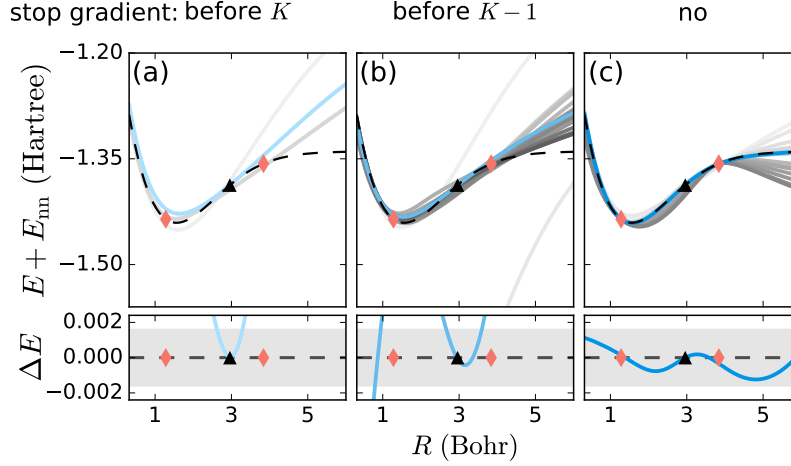 stop gradient: before K
before K − 1
no
(a)
(b)
(c)
E + Enn (Hartree)
−1.20
−1.35
−1.50
ΔE
0.002
0.000
−0.002
1 3 5
1 3 5
1 3 5
R (Bohr)